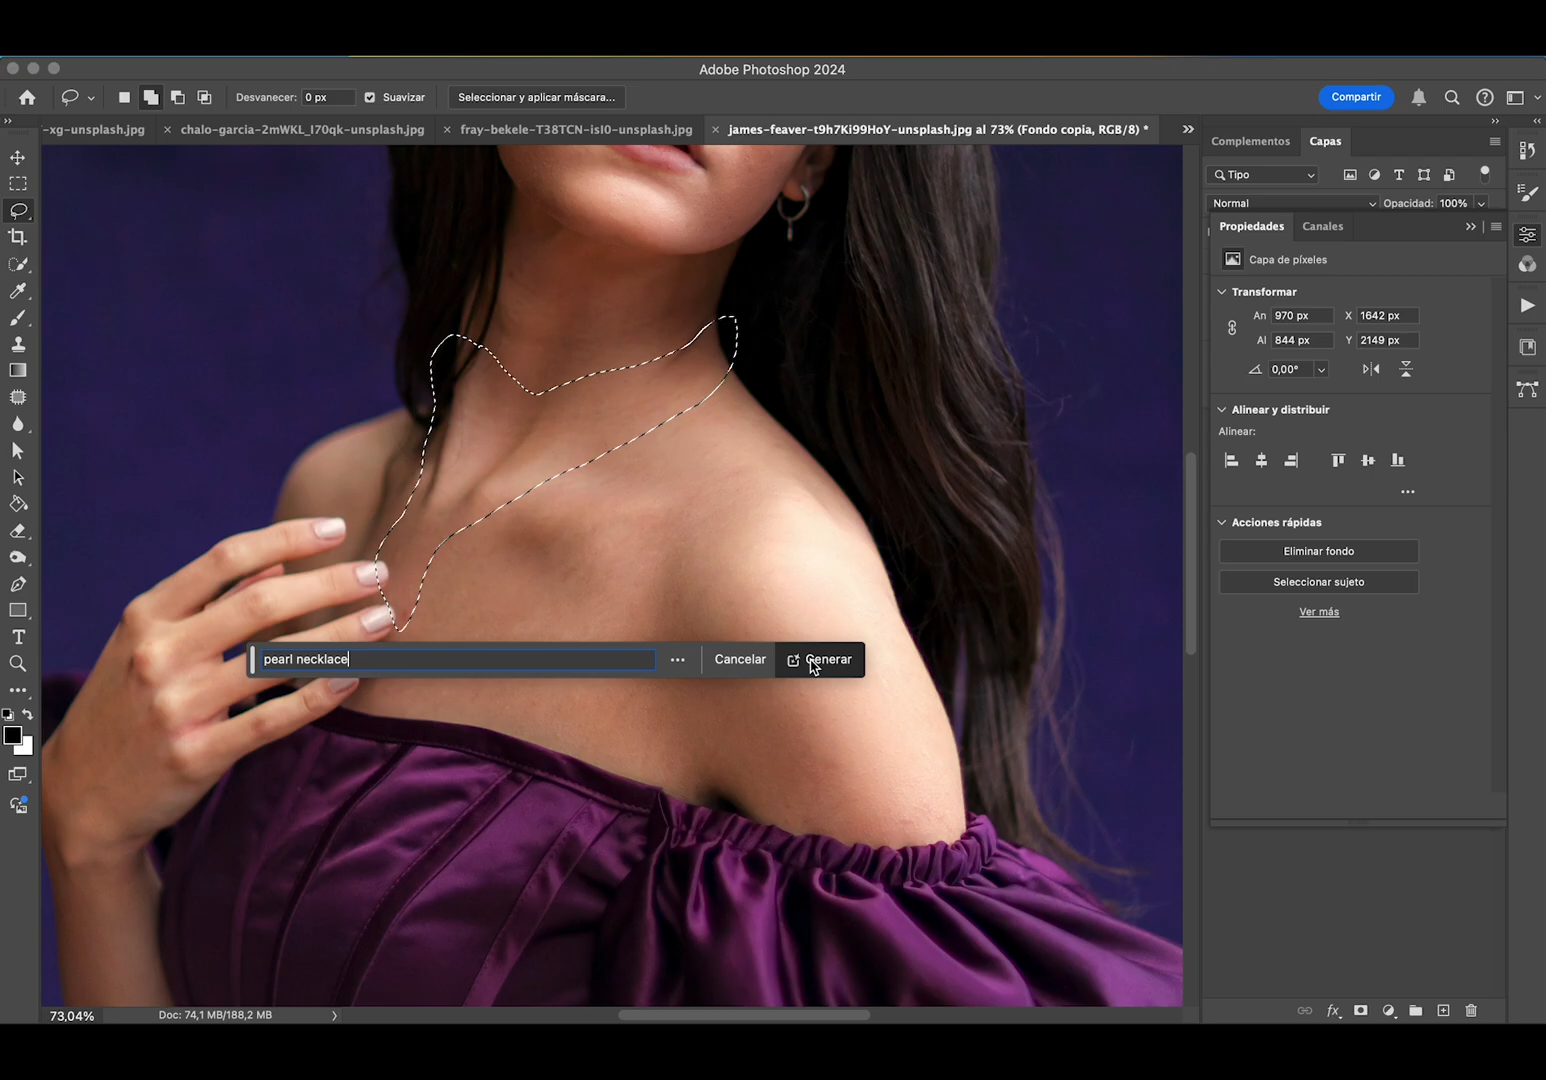 Adobe Photoshop 2024
Desvanecer: 0 px Suavizar Seleccionar y aplicar máscara... Compartir
-xg-unsplash.jpg × chalo-garcia-2mWKL_I70qk-unsplash.jpg × fray-bekele-T38TCN-isI0-unsplash.jpg × james-feaver-t9h7Ki99HoY-unsplash.jpg al 73% (Fondo copia, RGB/8) *
Complementos Capas
Tipo
Normal Opacidad: 100%
Propiedades Canales
Capa de píxeles
Transformar
An 970 px X 1642 px
Al 844 px Y 2149 px
0,00°
Alinear y distribuir
Alinear:
Acciones rápidas
Eliminar fondo
Seleccionar sujeto
Ver más
pearl necklace ... Cancelar Generar
73,04% Doc: 74,1 MB/188,2 MB